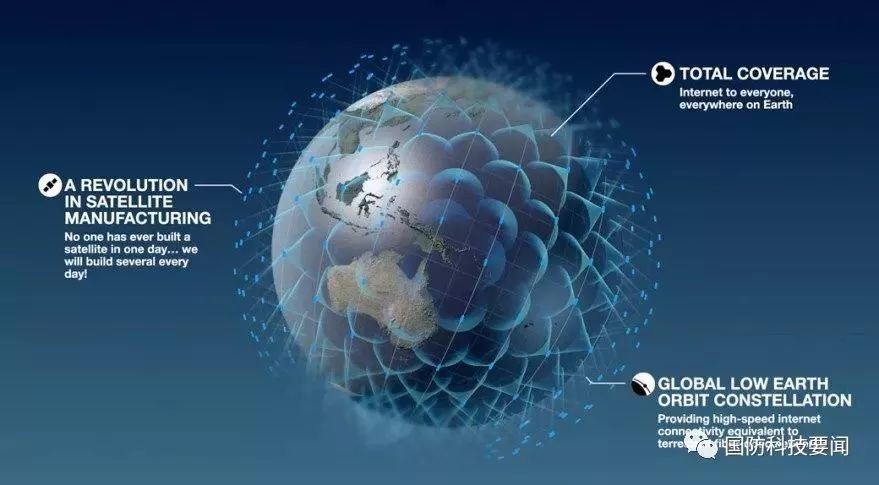 TOTAL COVERAGE
Internet to everyone,
everywhere on Earth
A REVOLUTION
IN SATELLITE
MANUFACTURING
No one has ever built a
satellite in one day... we
will build several every
day!
GLOBAL LOW EARTH
ORBIT CONSTELLATION
Providing high-speed internet
connectivity equivalent to
国防科技要闻